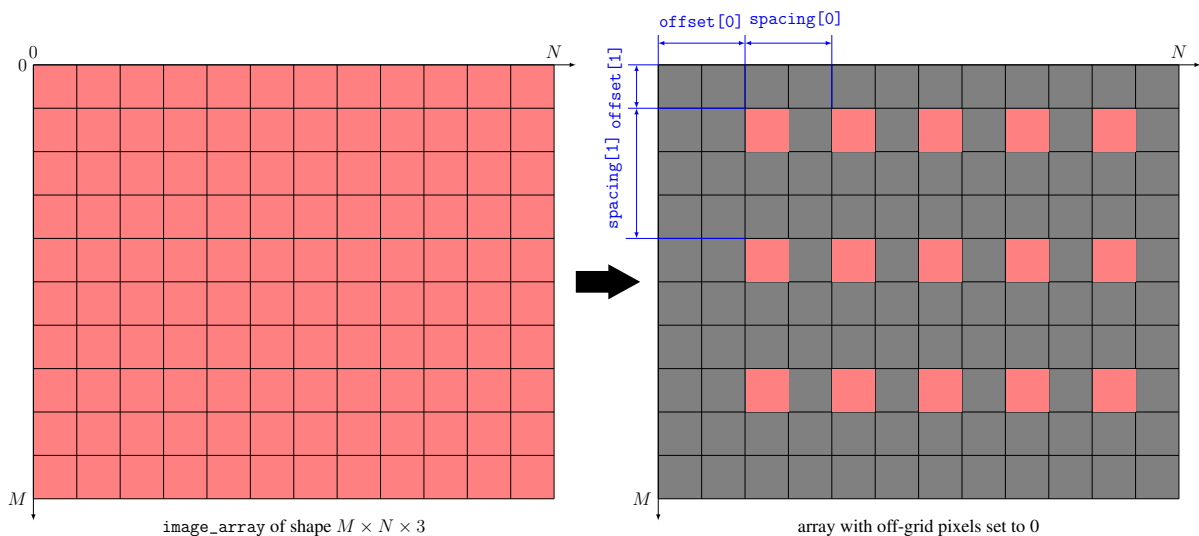 offset[0] spacing[0]
0 N
0
M
image_array of shape M × N × 3
N
offset[1]
spacing[1]
M
array with off-grid pixels set to 0